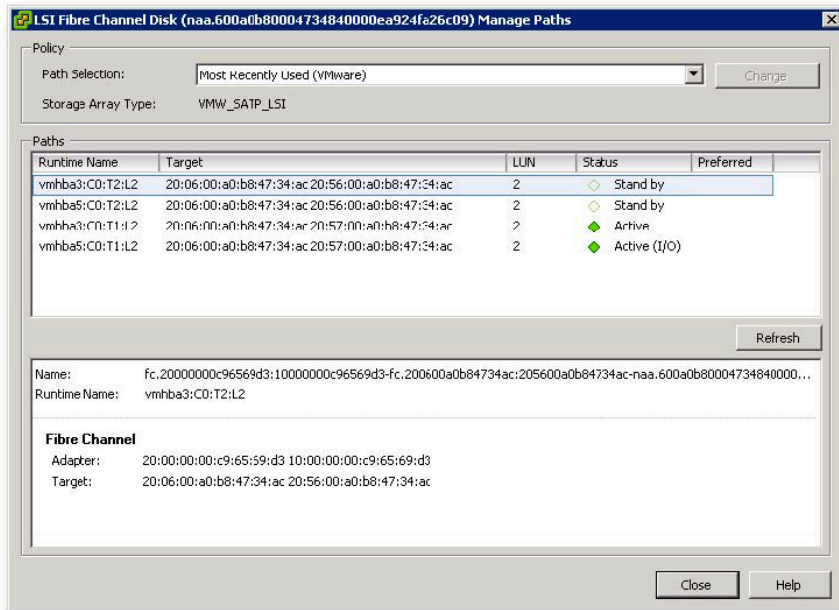 LSI Fibre Channel Disk (naa.600a0b80004734840000ea924fa26c09) Manage Paths
Policy
Path Selection: Most Recently Used (VMware) Change
Storage Array Type: VMW_SATP_LSI
Paths
Runtime Name Target LUN Status Preferred
vmhba3:C0:T2:L2 20:06:00:a0:b8:47:34:ac 20:56:00:a0:b8:47:34:ac 2 Stand by
vmhba5:C0:T2:L2 20:06:00:a0:b8:47:34:ac 20:56:00:a0:b8:47:34:ac 2 Stand by
vmhba3:C0:T1:L2 20:06:00:a0:b8:47:34:ac 20:57:00:a0:b8:47:34:ac 2 Active
vmhba5:C0:T1:L2 20:06:00:a0:b8:47:34:ac 20:57:00:a0:b8:47:34:ac 2 Active (I/O)
Refresh
Name: fc.20000000c96569d3:10000000c96569d3-fc.200600a0b84734ac:205600a0b84734ac-naa.600a0b80004734840000...
Runtime Name: vmhba3:C0:T2:L2
Fibre Channel
Adapter: 20:00:00:00:c9:65:69:d3 10:00:00:00:c9:65:69:d3
Target: 20:06:00:a0:b8:47:34:ac 20:56:00:a0:b8:47:34:ac
Close Help